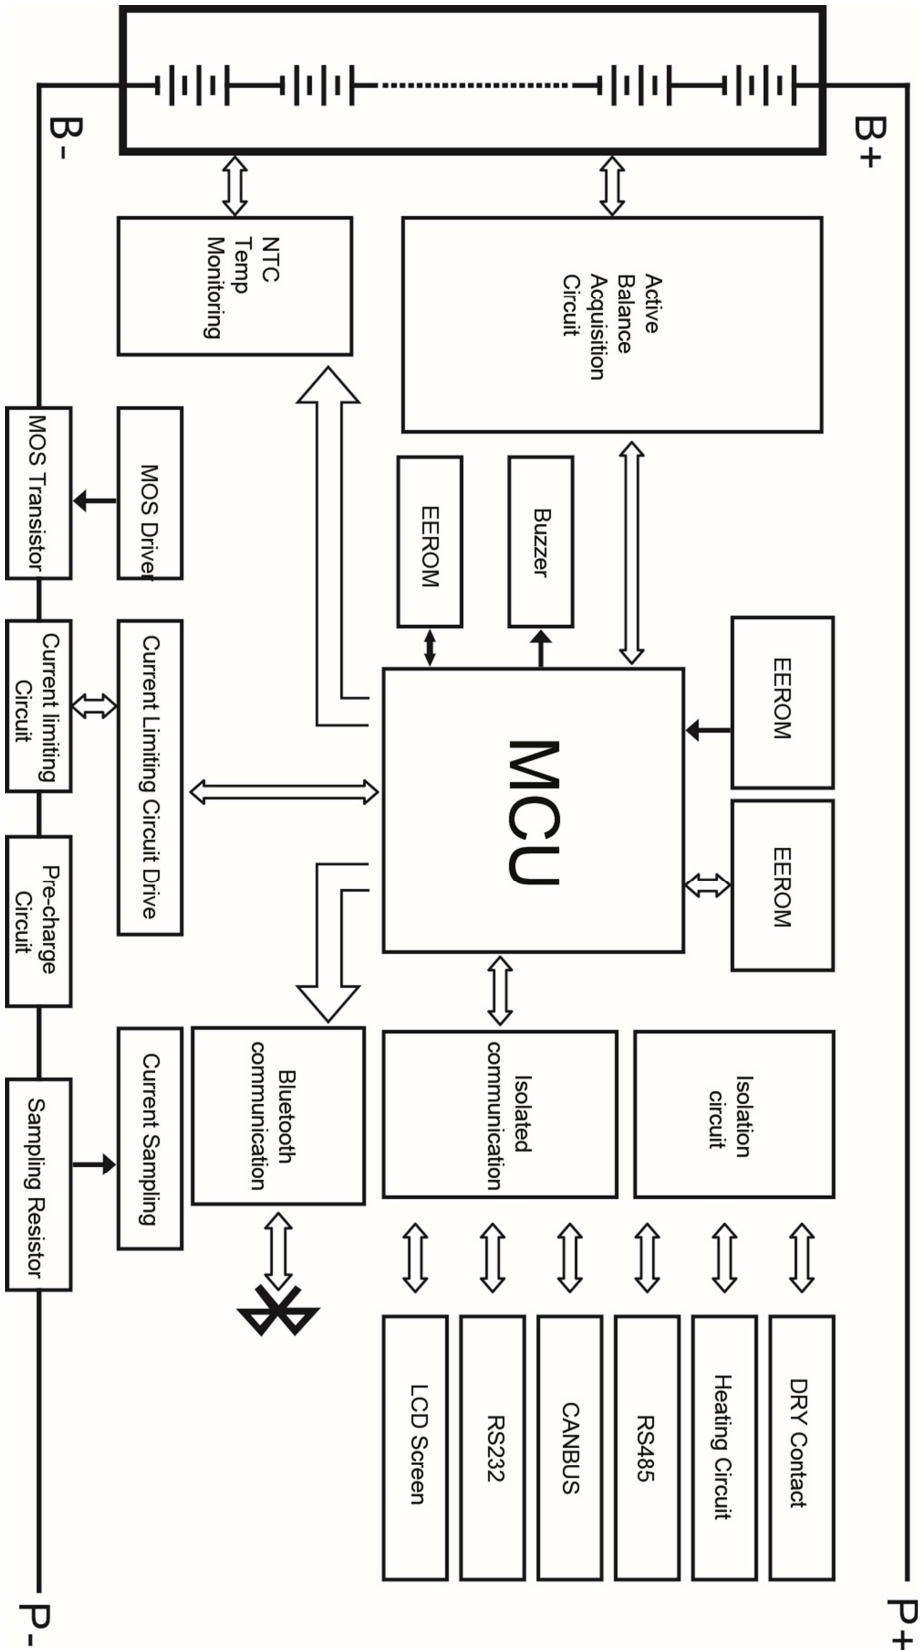 B+
P+
EEROM
EEROM
Isolation
circuit
DRY Contact
Heating Circuit
RS485
Active
Balance
Acquisition
Circuit
Buzzer
EEROM
MCU
Isolated
communication
CANBUS
RS232
LCD Screen
NTC
Temp
Monitoring
Bluetooth
communication
MOS Driver
Current Limiting Circuit Drive
Current Sampling
B-
MOS Transistor
Current limiting
Circuit
Pre-charge
Circuit
Sampling Resistor
P-